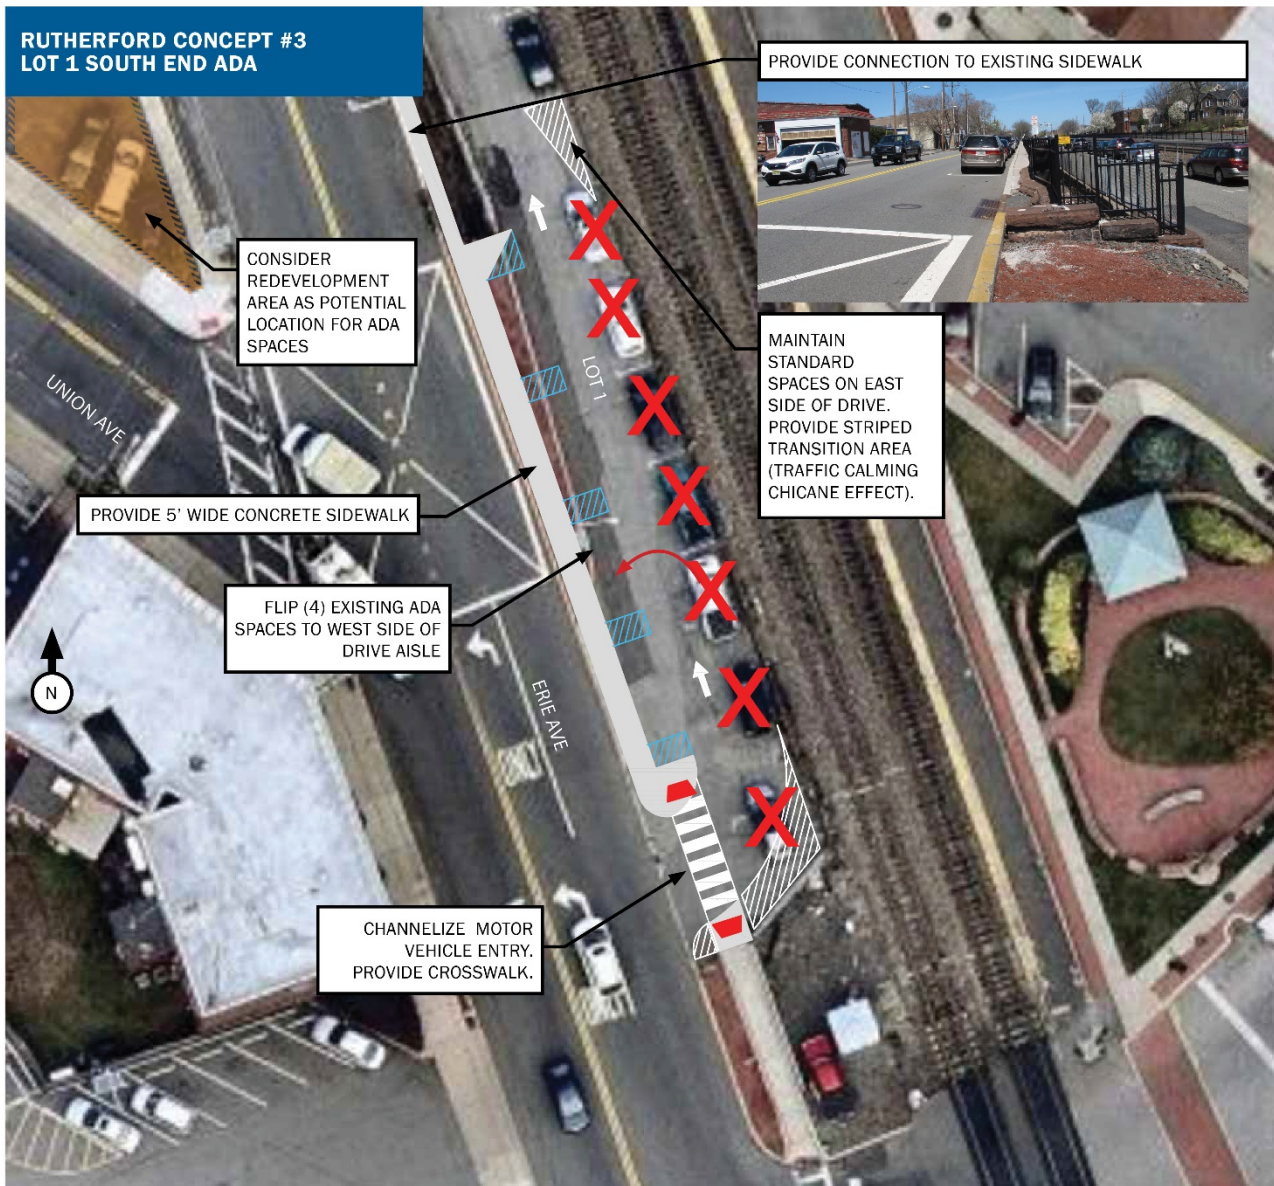 RUTHERFORD CONCEPT #3
LOT 1 SOUTH END ADA
PROVIDE CONNECTION TO EXISTING SIDEWALK
CONSIDER
REDEVELOPMENT
AREA AS POTENTIAL
LOCATION FOR ADA
SPACES
MAINTAIN
STANDARD
SPACES ON EAST
SIDE OF DRIVE.
PROVIDE STRIPED
TRANSITION AREA
(TRAFFIC CALMING
CHICANE EFFECT).
LOT 1
UNION AVE
PROVIDE 5' WIDE CONCRETE SIDEWALK
FLIP (4) EXISTING ADA
SPACES TO WEST SIDE OF
DRIVE AISLE
N
ERIE AVE
CHANNELIZE MOTOR
VEHICLE ENTRY.
PROVIDE CROSSWALK.